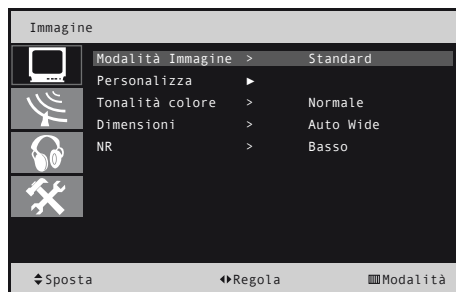 Immagine
Modalità Immagine > Standard
Personalizza ►
Tonalità colore > Normale
Dimensioni > Auto Wide
NR > Basso
Sposta Regola Modalità